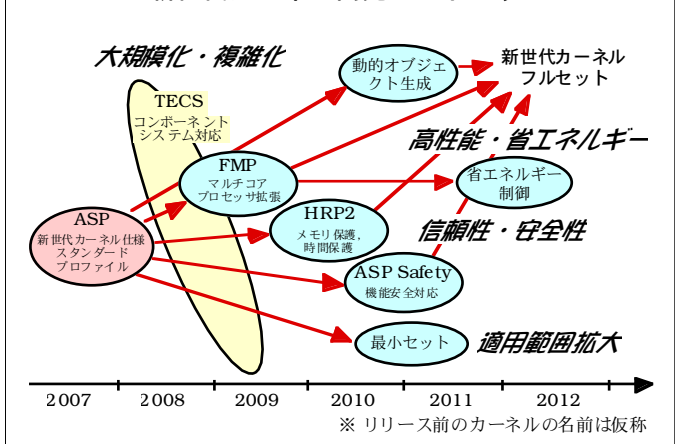 大規模化・複雑化
動的オブジェ
クト生成
新世代カーネル
フルセット
TECS
コンポーネント
システム対応
高性能・省エネルギー
FMP
マルチコア
プロセッサ拡張
省エネルギー
制御
ASP
新世代カーネル仕様
スタンダード
プロファイル
HRP2
メモリ保護,
時間保護
信頼性・安全性
ASP Safety
機能安全対応
最小セット
適用範囲拡大
2007
2008
2009
2010
2011
2012
※ リリース前のカーネルの名前は仮称